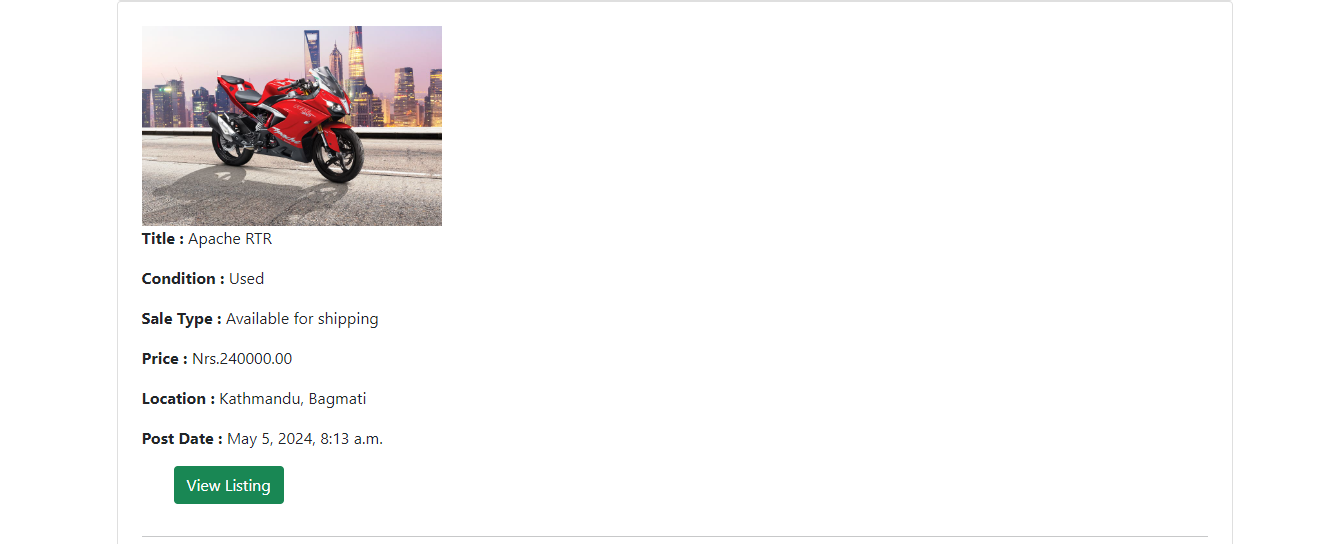 Title : Apache RTR
Condition : Used
Sale Type : Available for shipping
Price : Nrs.240000.00
Location : Kathmandu, Bagmati
Post Date : May 5, 2024, 8:13 a.m.
View Listing